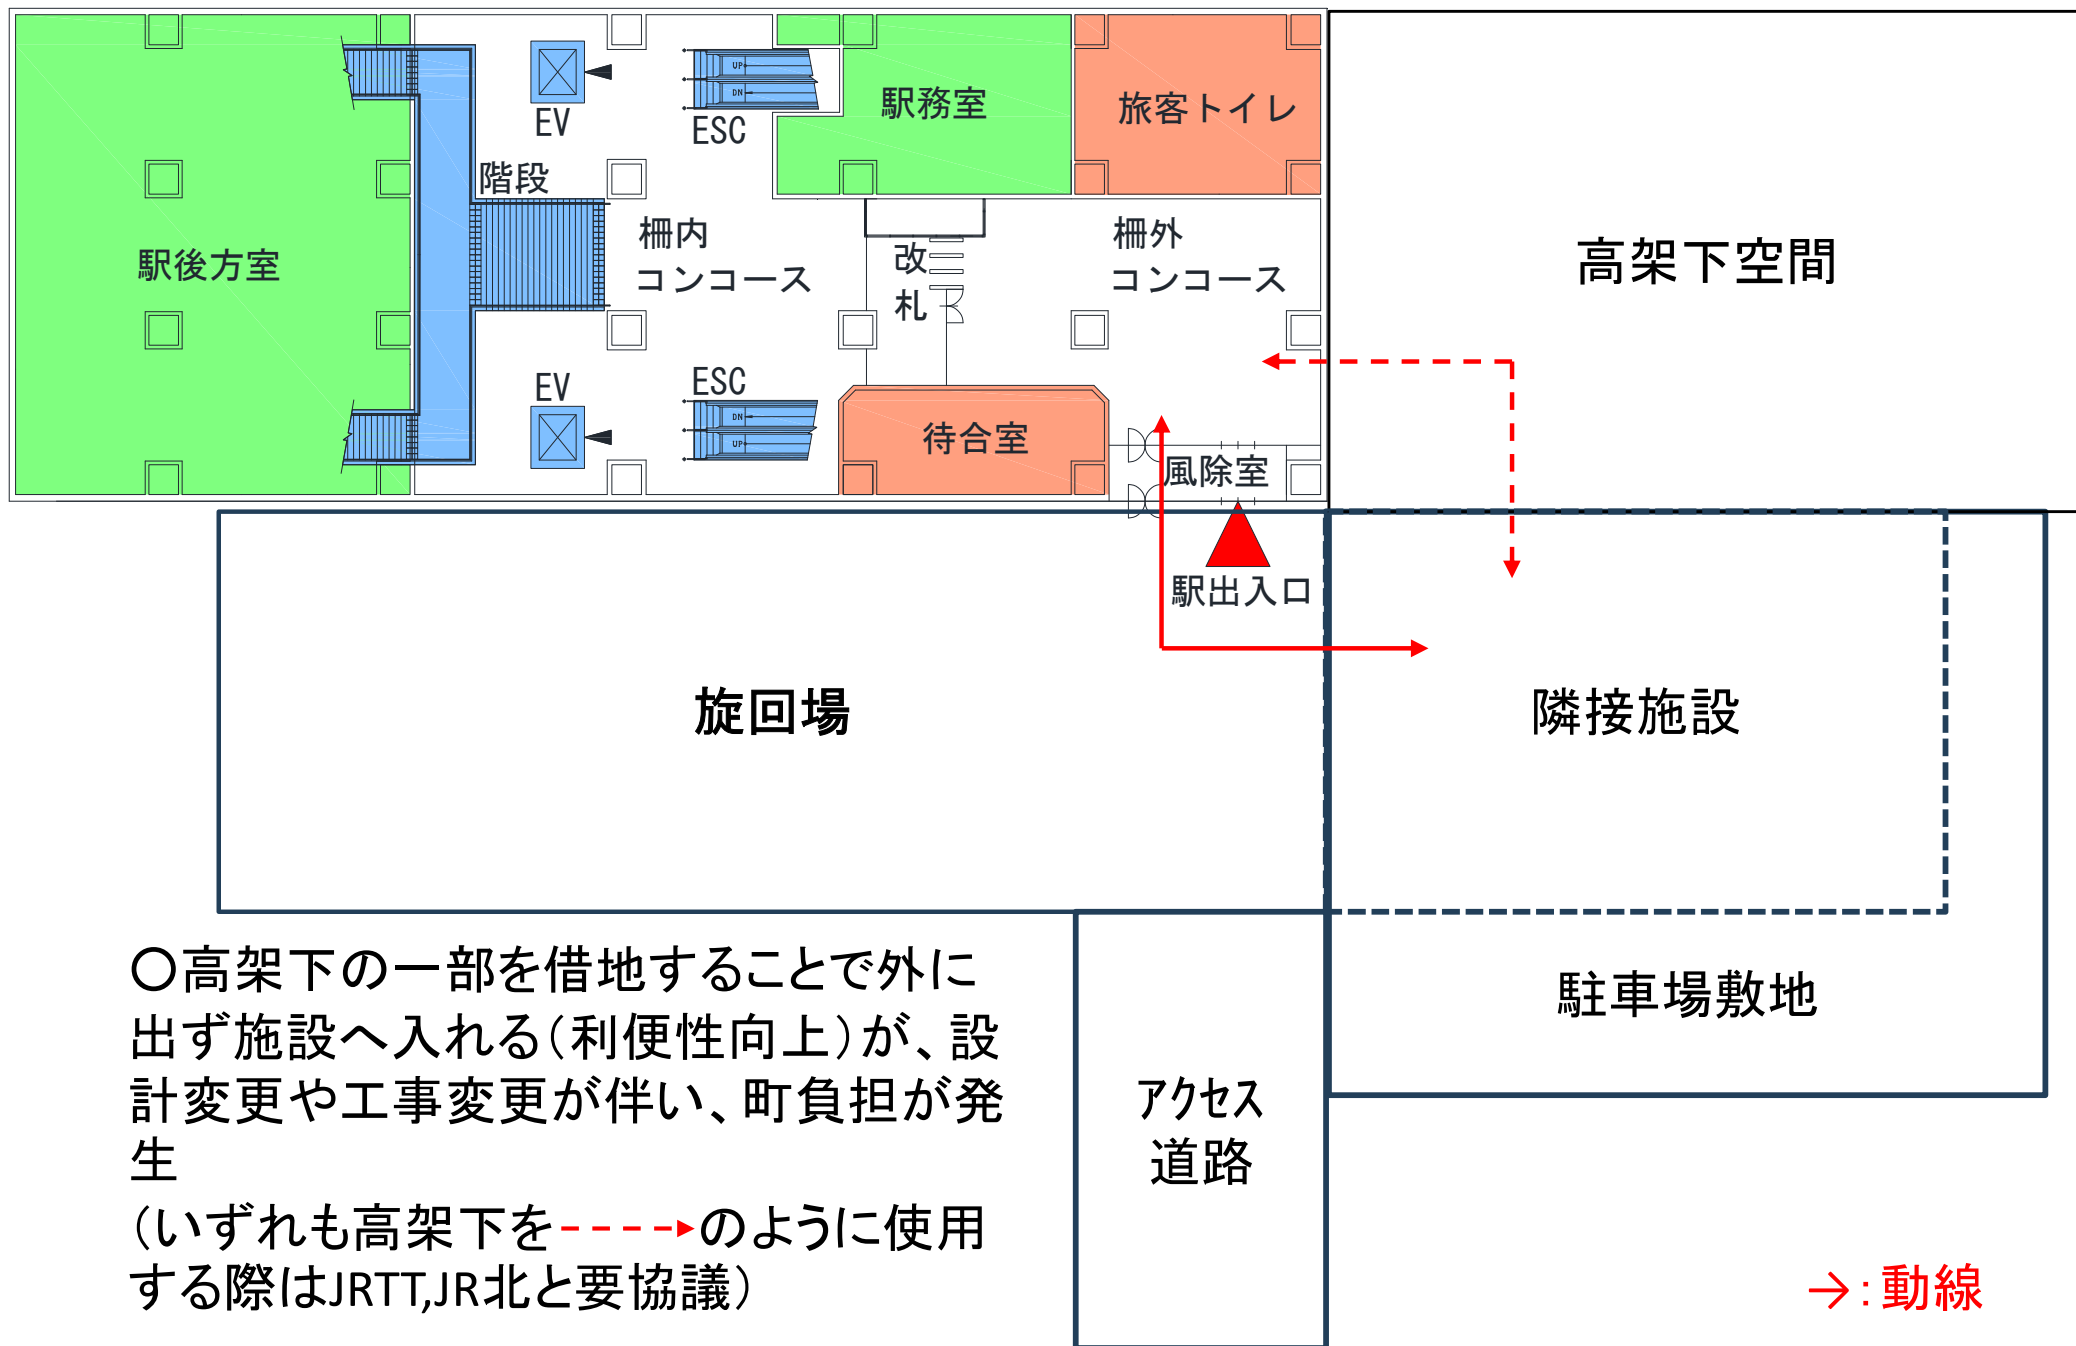 UP
DN
EV
ESC
駅務室
旅客トイレ
階段
柵内
コンコース
改
札
柵外
コンコース
駅後方室
高架下空間
EV
ESC
DN
UP
待合室
風除室
駅出入口
旋回場
隣接施設
駐車場敷地
アクセス
道路
〇高架下の一部を借地することで外に
出ず施設へ入れる（利便性向上）が、設
計変更や工事変更が伴い、町負担が発
生
（いずれも高架下を----→のように使用
する際はJRTT,JR北と要協議）
→：動線